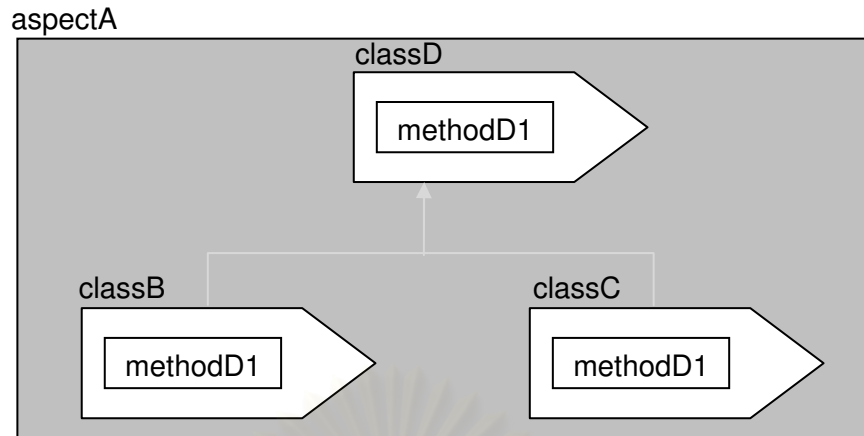 aspectA
classD
methodD1
classB
classC
methodD1
methodD1